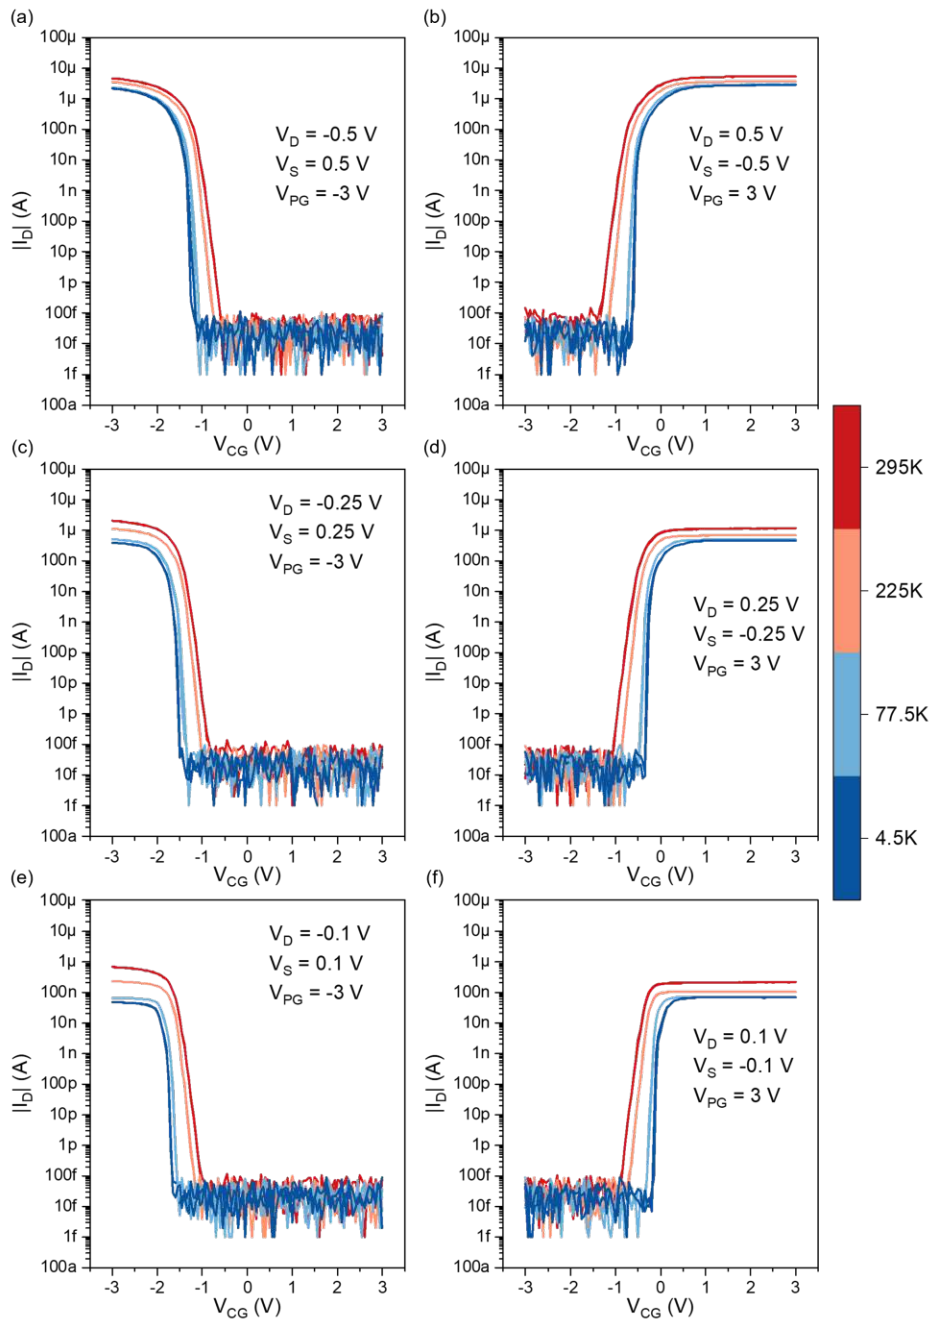 (a)
100µ
10µ
1µ
100n
10n
1n
100p
10p
1p
100f
10f
1f
100a
|I_D| (A)
V_D = -0.5 V
V_S = 0.5 V
V_PG = -3 V
-3 -2 -1 0 1 2 3
V_CG (V)
(b)
100µ
10µ
1µ
100n
10n
1n
100p
10p
1p
100f
10f
1f
100a
|I_D| (A)
V_D = 0.5 V
V_S = -0.5 V
V_PG = 3 V
-3 -2 -1 0 1 2 3
V_CG (V)
(c)
100µ
10µ
1µ
100n
10n
1n
100p
10p
1p
100f
10f
1f
100a
|I_D| (A)
V_D = -0.25 V
V_S = 0.25 V
V_PG = -3 V
-3 -2 -1 0 1 2 3
V_CG (V)
(d)
100µ
10µ
1µ
100n
10n
1n
100p
10p
1p
100f
10f
1f
100a
|I_D| (A)
V_D = 0.25 V
V_S = -0.25 V
V_PG = 3 V
-3 -2 -1 0 1 2 3
V_CG (V)
295K
225K
77.5K
4.5K
(e)
100µ
10µ
1µ
100n
10n
1n
100p
10p
1p
100f
10f
1f
100a
|I_D| (A)
V_D = -0.1 V
V_S = 0.1 V
V_PG = -3 V
-3 -2 -1 0 1 2 3
V_CG (V)
(f)
100µ
10µ
1µ
100n
10n
1n
100p
10p
1p
100f
10f
1f
100a
|I_D| (A)
V_D = 0.1 V
V_S = -0.1 V
V_PG = 3 V
-3 -2 -1 0 1 2 3
V_CG (V)